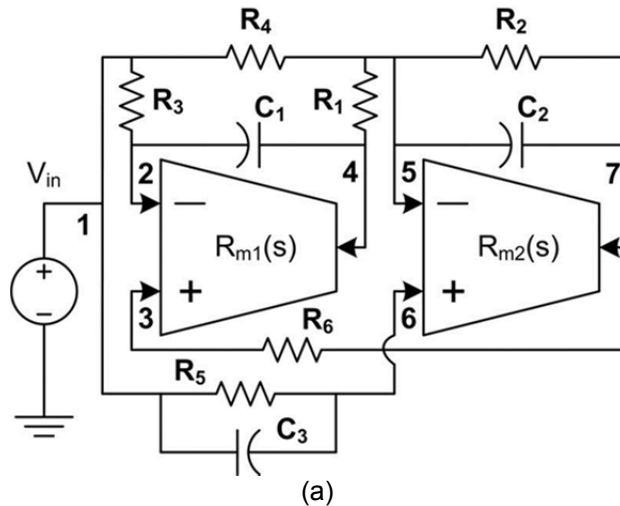 R4
R2
R3
R1
C1
C2
Vin
2
4
5
7
1
−
−
Rm1(s)
Rm2(s)
+
+
+
−
3
6
R6
R5
C3
(a)